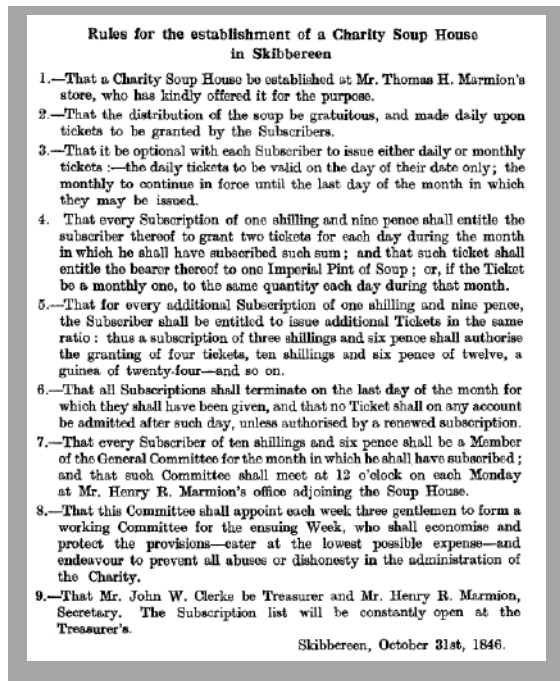 Rules for the establishment of a Charity Soup House
in Skibbereen
1.—That a Charity Soup House be established at Mr. Thomas H. Marmion's
store, who has kindly offered it for the purpose.
2.—That the distribution of the soup be gratuitous, and made daily upon
tickets to be granted by the Subscribers.
3.—That it be optional with each Subscriber to issue either daily or monthly
tickets :—the daily tickets to be valid on the day of their date only; the
monthly to continue in force until the last day of the month in which
they may be issued.
4. That every Subscription of one shilling and nine pence shall entitle the
subscriber thereof to grant two tickets for each day during the month
in which he shall have subscribed such sum; and that such ticket shall
entitle the bearer thereof to one Imperial Pint of Soup; or, if the Ticket
be a monthly one, to the same quantity each day during that month.
5.—That for every additional Subscription of one shilling and nine pence,
the Subscriber shall be entitled to issue additional Tickets in the same
ratio : thus a subscription of three shillings and six pence shall authorise
the granting of four tickets, ten shillings and six pence of twelve, a
guinea of twenty-four—and so on.
6.—That all Subscriptions shall terminate on the last day of the month for
which they shall have been given, and that no Ticket shall on any account
be admitted after such day, unless authorised by a renewed subscription.
7.—That every Subscriber of ten shillings and six pence shall be a Member
of the General Committee for the month in which he shall have subscribed;
and that such Committee shall meet at 12 o'clock on each Monday
at Mr. Henry R. Marmion's office adjoining the Soup House.
8.—That this Committee shall appoint each week three gentlemen to form a
working Committee for the ensuing Week, who shall economise and
protect the provisions—cater at the lowest possible expense—and
endeavour to prevent all abuses or dishonesty in the administration of
the Charity.
9.—That Mr. John W. Clerke be Treasurer and Mr. Henry R. Marmion,
Secretary. The Subscription list will be constantly open at the
Treasurer's.
Skibbereen, October 31st, 1846.